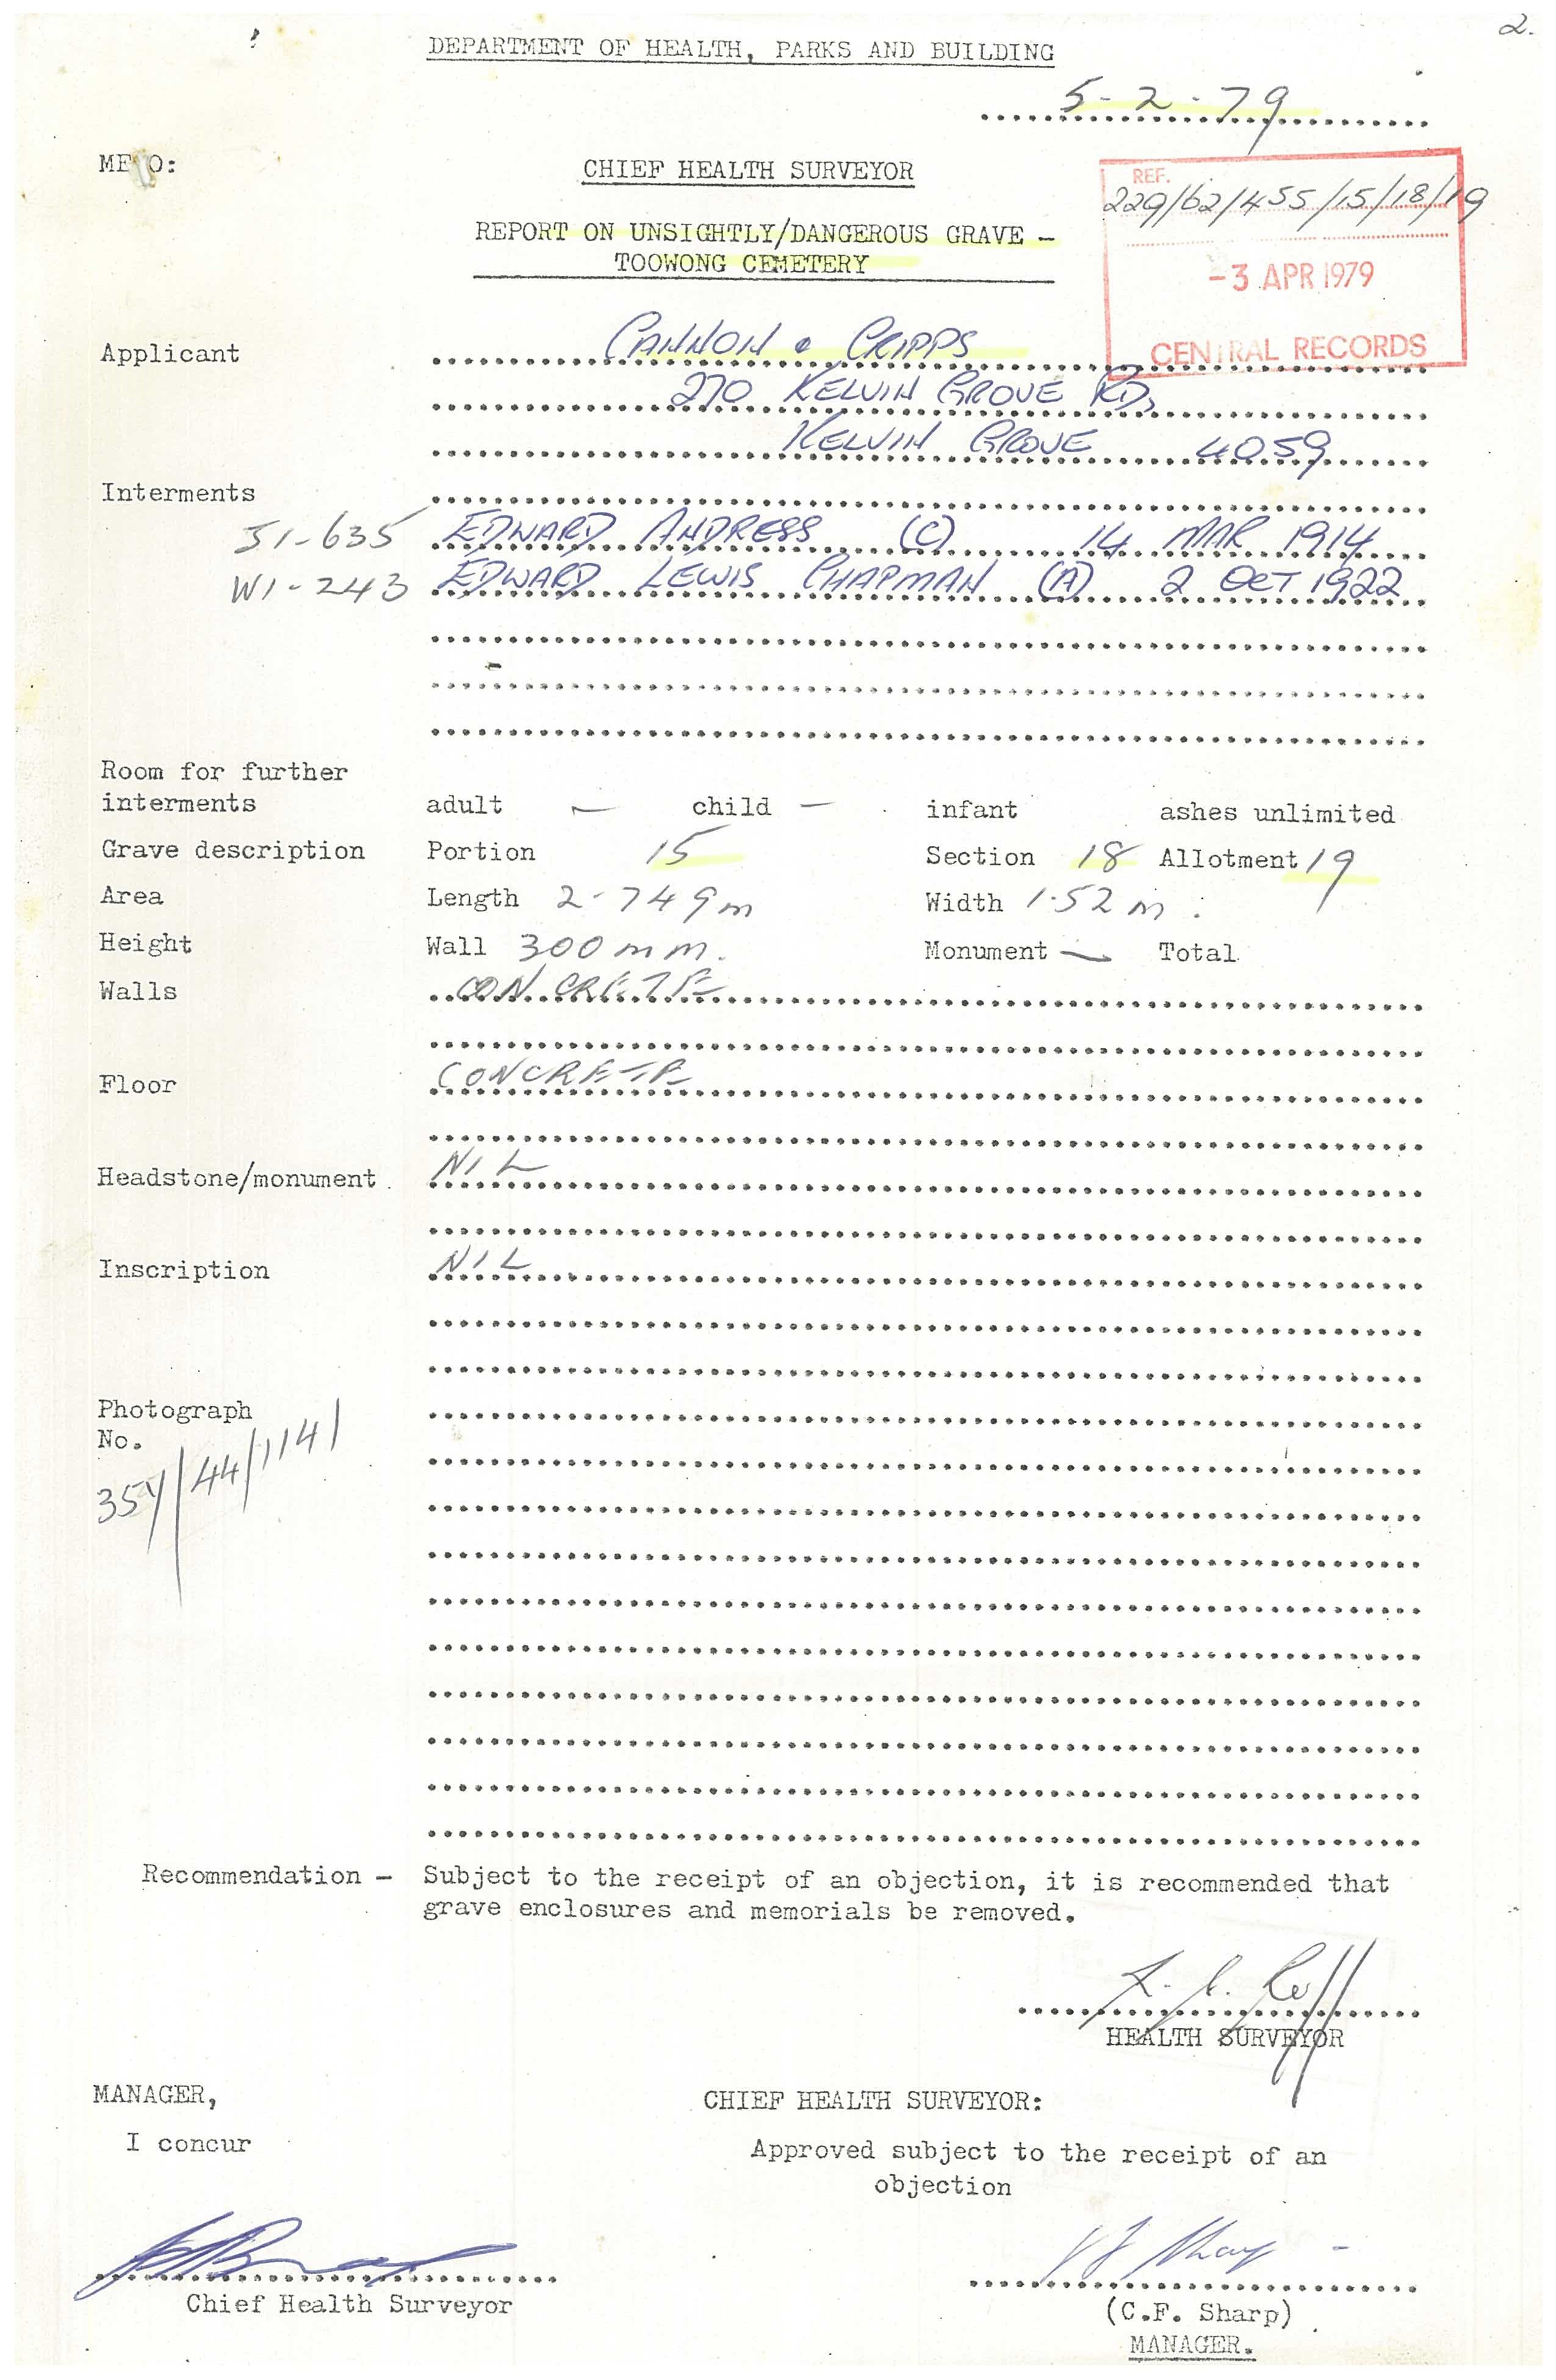 2.
DEPARTMENT OF HEALTH, PARKS AND BUILDING
5-2-79
MEMO:
CHIEF HEALTH SURVEYOR
REF.
229/62/455/15/18/19
REPORT ON UNSIGHTLY/DANGEROUS GRAVE -
TOOWONG CEMETERY
-3 APR 1979
CENTRAL RECORDS
Applicant CANNON & CRIPPS
270 KELVIN GROVE RD,
KELVIN GROVE 4059
Interments
J1-635 EDWARD ANDRESS (C) 14 MAR 1914
W1-243 EDWARD LEWIS CHAPMAN (A) 2 OCT 1922
Room for further
interments adult — child — infant ashes unlimited
Grave description Portion 15 Section 18 Allotment 19
Area Length 2.749m Width 1.52 m.
Height Wall 300mm. Monument — Total
Walls CONCRETE
Floor CONCRETE
Headstone/monument NIL
Inscription NIL
Photograph
No.
/44/1141
Recommendation - Subject to the receipt of an objection, it is recommended that
grave enclosures and memorials be removed.
HEALTH SURVEYOR
MANAGER, CHIEF HEALTH SURVEYOR:
I concur Approved subject to the receipt of an
objection
Chief Health Surveyor
(C.F. Sharp)
MANAGER.